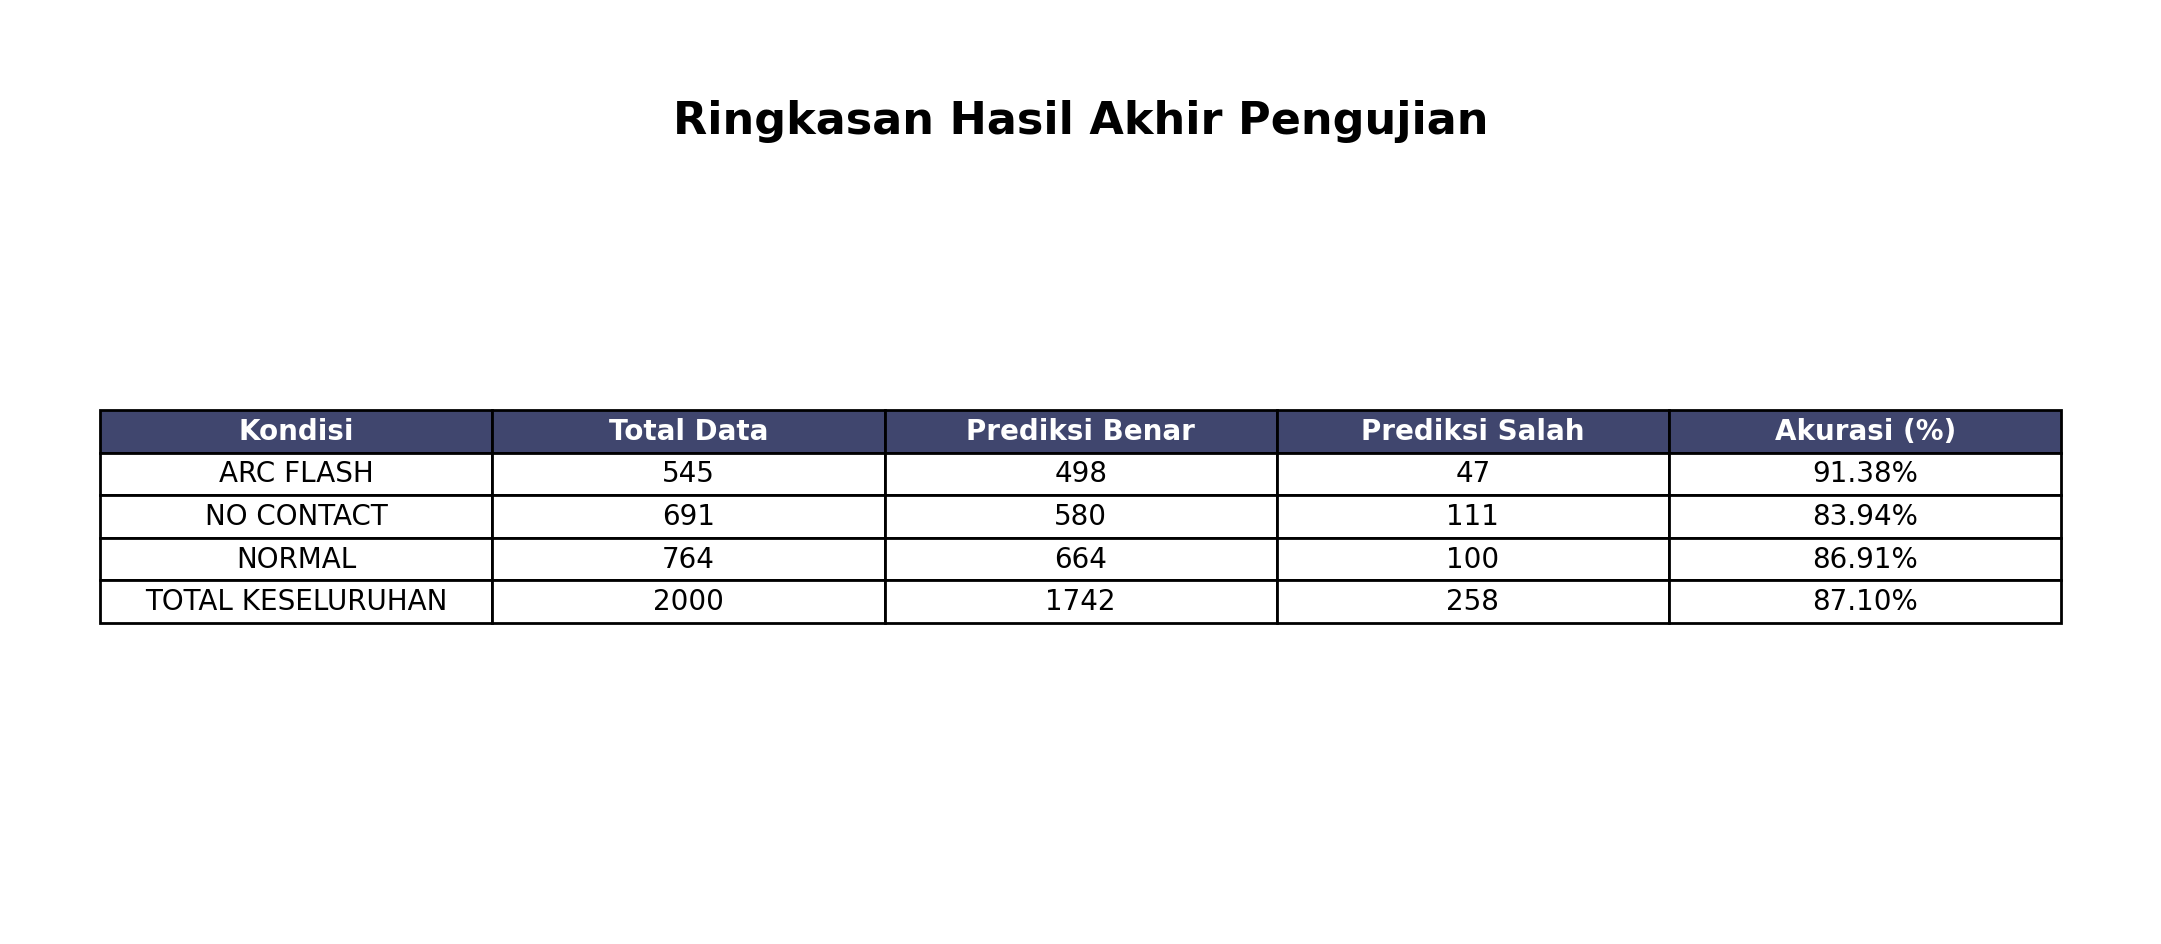 Ringkasan Hasil Akhir Pengujian
Kondisi Total Data Prediksi Benar Prediksi Salah Akurasi (%)
ARC FLASH 545 498 47 91.38%
NO CONTACT 691 580 111 83.94%
NORMAL 764 664 100 86.91%
TOTAL KESELURUHAN 2000 1742 258 87.10%